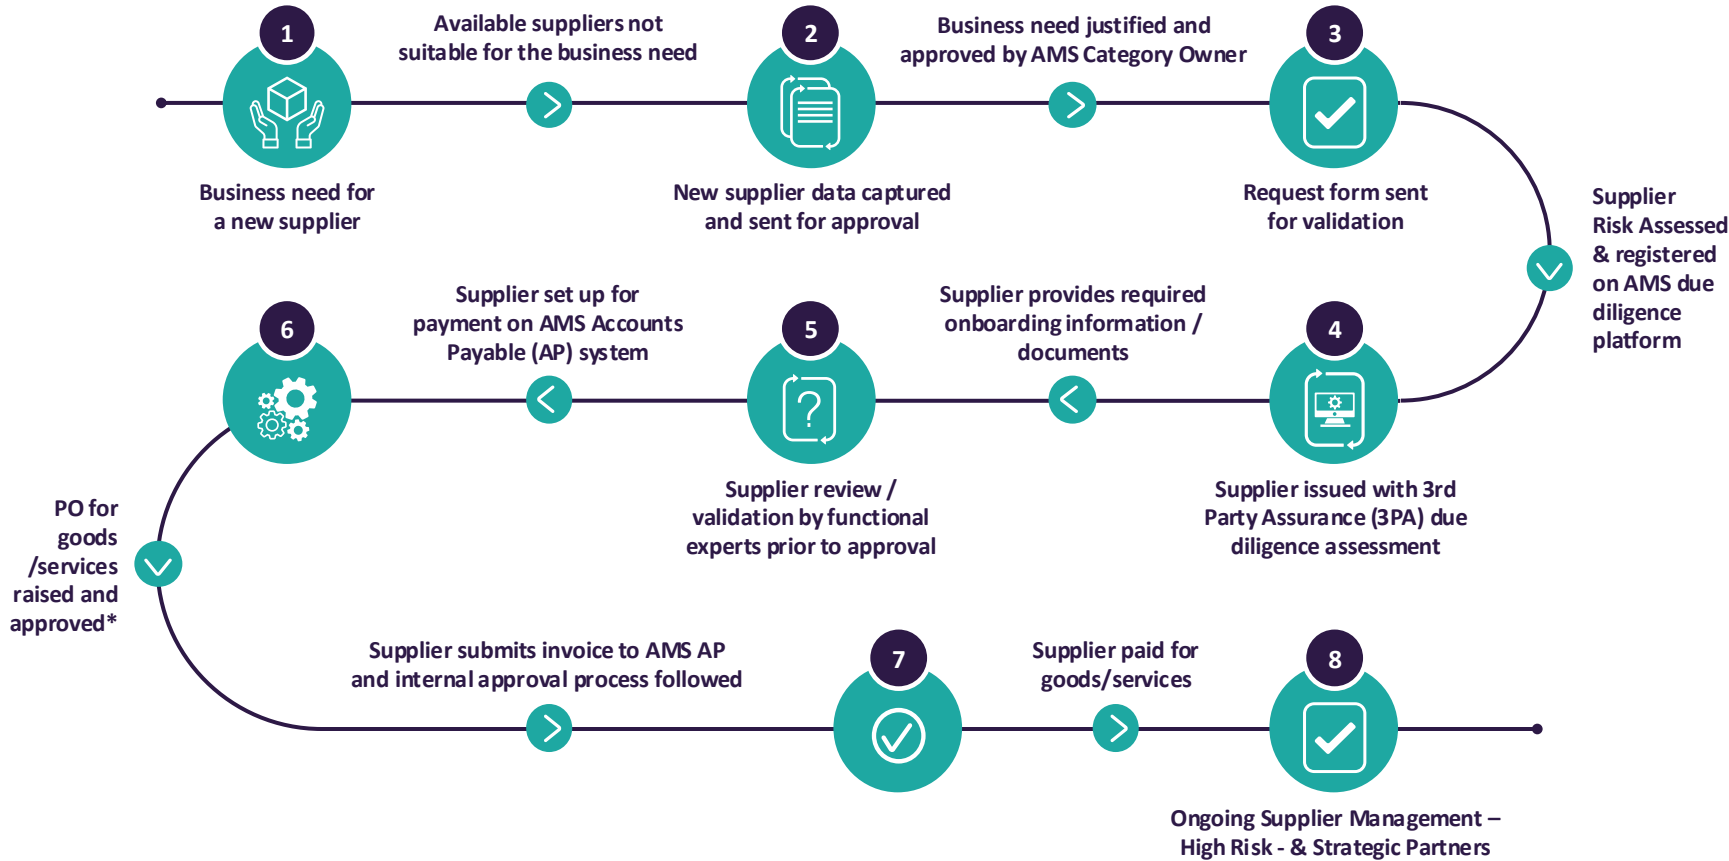 1
Available suppliers not
suitable for the business need
2
Business need justified and
approved by AMS Category Owner
3
Business need for
a new supplier
New supplier data captured
and sent for approval
Request form sent
for validation
Supplier
Risk Assessed
& registered
on AMS due
diligence
platform
4
Supplier provides required
onboarding information /
documents
5
Supplier set up for
payment on AMS Accounts
Payable (AP) system
6
?
Supplier issued with 3rd
Party Assurance (3PA) due
diligence assessment
Supplier review /
validation by functional
experts prior to approval
PO for
goods
/services
raised and
approved*
Supplier submits invoice to AMS AP
and internal approval process followed
7
Supplier paid for
goods/services
8
Ongoing Supplier Management –
High Risk - & Strategic Partners